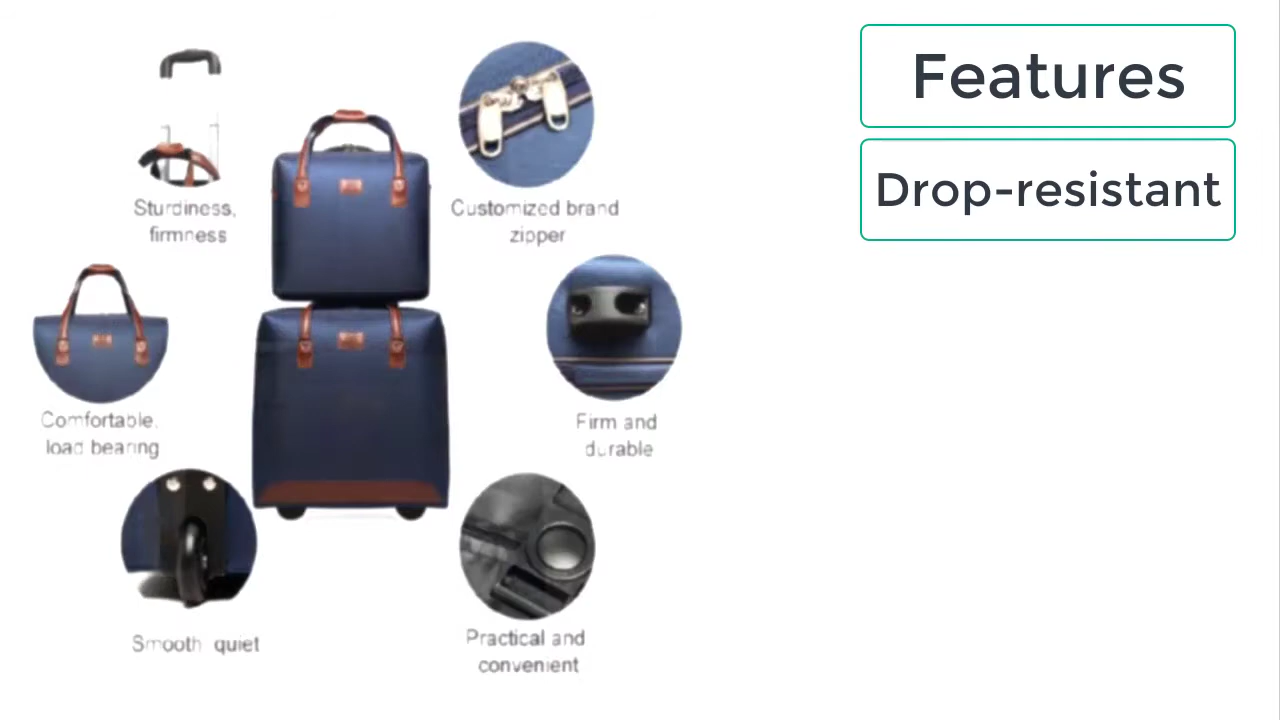 Features
Drop-resistant
Sturdiness,
firmness
Customized brand
zipper
Comfortable,
load bearing
Firm and
durable
Smooth quiet
Practical and
convenient